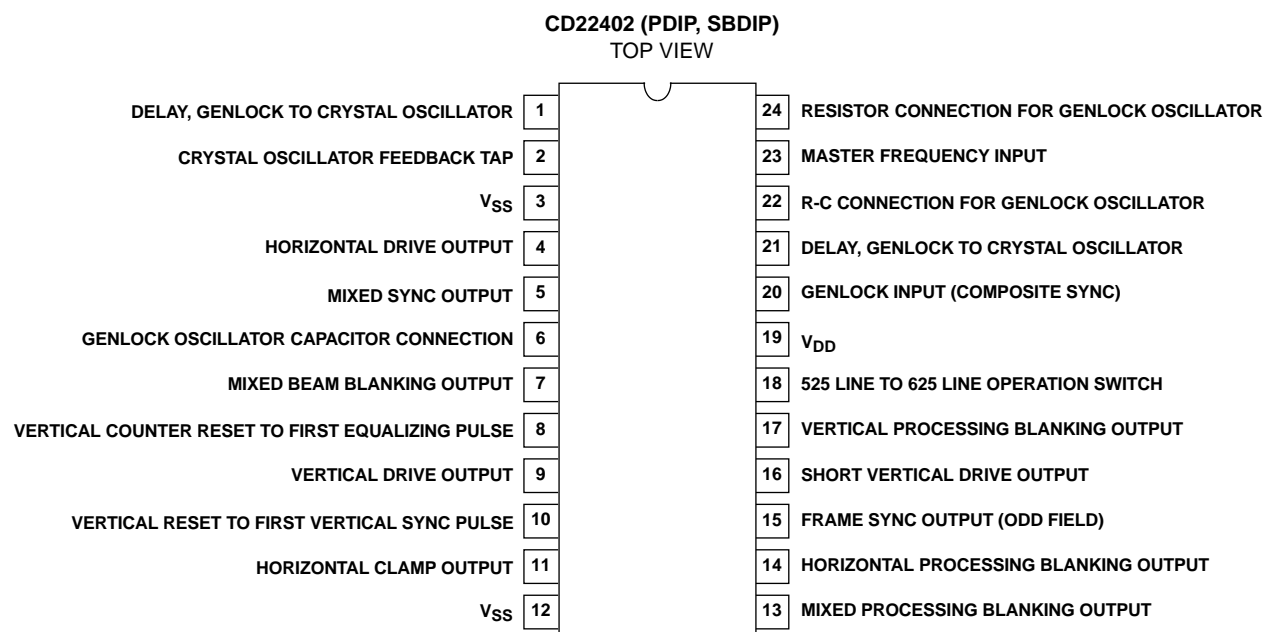 CD22402 (PDIP, SBDIP)
TOP VIEW
DELAY, GENLOCK TO CRYSTAL OSCILLATOR 1
CRYSTAL OSCILLATOR FEEDBACK TAP 2
VSS 3
HORIZONTAL DRIVE OUTPUT 4
MIXED SYNC OUTPUT 5
GENLOCK OSCILLATOR CAPACITOR CONNECTION 6
MIXED BEAM BLANKING OUTPUT 7
VERTICAL COUNTER RESET TO FIRST EQUALIZING PULSE 8
VERTICAL DRIVE OUTPUT 9
VERTICAL RESET TO FIRST VERTICAL SYNC PULSE 10
HORIZONTAL CLAMP OUTPUT 11
VSS 12
24 RESISTOR CONNECTION FOR GENLOCK OSCILLATOR
23 MASTER FREQUENCY INPUT
22 R-C CONNECTION FOR GENLOCK OSCILLATOR
21 DELAY, GENLOCK TO CRYSTAL OSCILLATOR
20 GENLOCK INPUT (COMPOSITE SYNC)
19 VDD
18 525 LINE TO 625 LINE OPERATION SWITCH
17 VERTICAL PROCESSING BLANKING OUTPUT
16 SHORT VERTICAL DRIVE OUTPUT
15 FRAME SYNC OUTPUT (ODD FIELD)
14 HORIZONTAL PROCESSING BLANKING OUTPUT
13 MIXED PROCESSING BLANKING OUTPUT